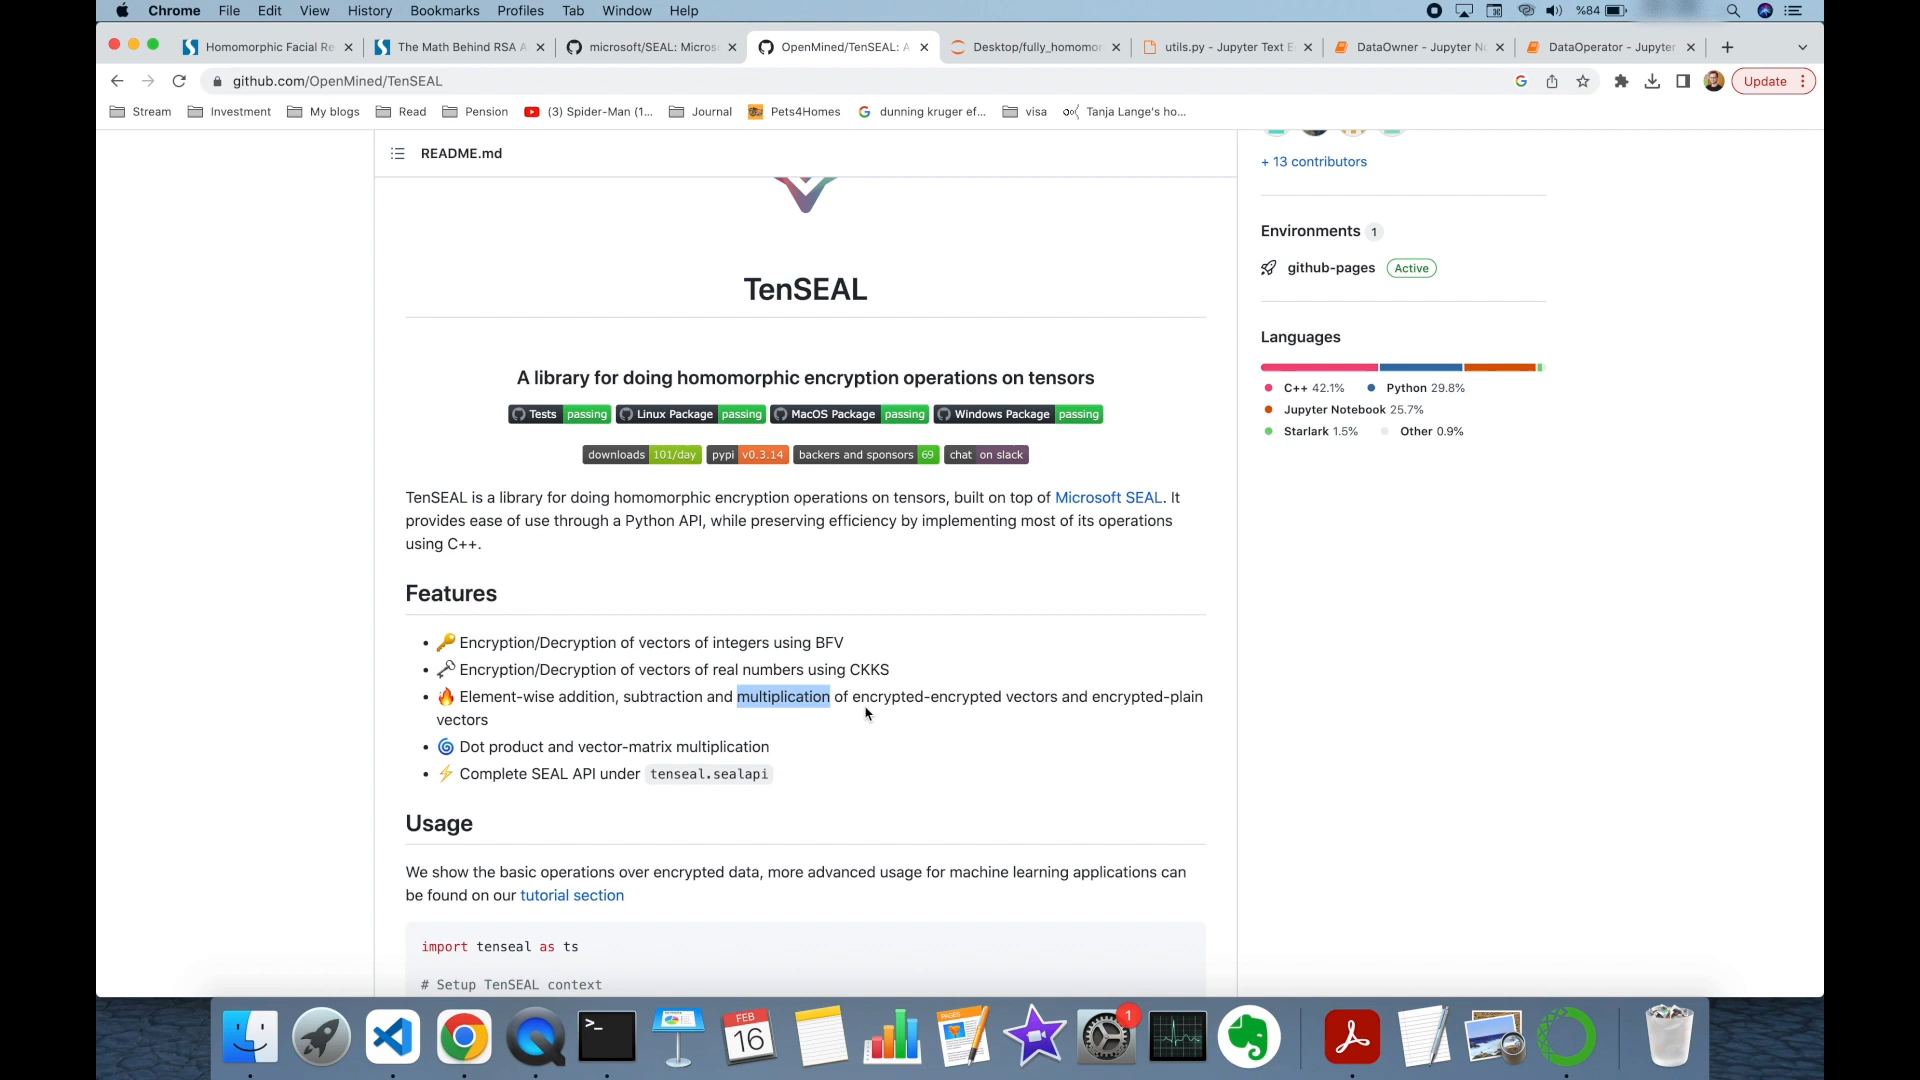 Chrome File Edit View History Bookmarks Profiles Tab Window Help %84
Homomorphic Facial Re The Math Behind RSA A microsoft/SEAL: Micros OpenMined/TenSEAL: A Desktop/fully_homomor utils.py - Jupyter Text E DataOwner - Jupyter N DataOperator - Jupyter
github.com/OpenMined/TenSEAL Update
Stream Investment My blogs Read Pension (3) Spider-Man (1... Journal Pets4Homes dunning kruger ef... visa Tanja Lange's ho...
README.md
TenSEAL
A library for doing homomorphic encryption operations on tensors
Tests passing Linux Package passing MacOS Package passing Windows Package passing
downloads 101/day pypi v0.3.14 backers and sponsors 69 chat on slack
TenSEAL is a library for doing homomorphic encryption operations on tensors, built on top of Microsoft SEAL. It
provides ease of use through a Python API, while preserving efficiency by implementing most of its operations
using C++.
Features
• Encryption/Decryption of vectors of integers using BFV
• Encryption/Decryption of vectors of real numbers using CKKS
• Element-wise addition, subtraction and multiplication of encrypted-encrypted vectors and encrypted-plain
vectors
• Dot product and vector-matrix multiplication
• Complete SEAL API under tenseal.sealapi
Usage
We show the basic operations over encrypted data, more advanced usage for machine learning applications can
be found on our tutorial section
import tenseal as ts
# Setup TenSEAL context
+ 13 contributors
Environments 1
github-pages Active
Languages
C++ 42.1% Python 29.8%
Jupyter Notebook 25.7%
Starlark 1.5% Other 0.9%
>_
FEB
16
PAGES
1